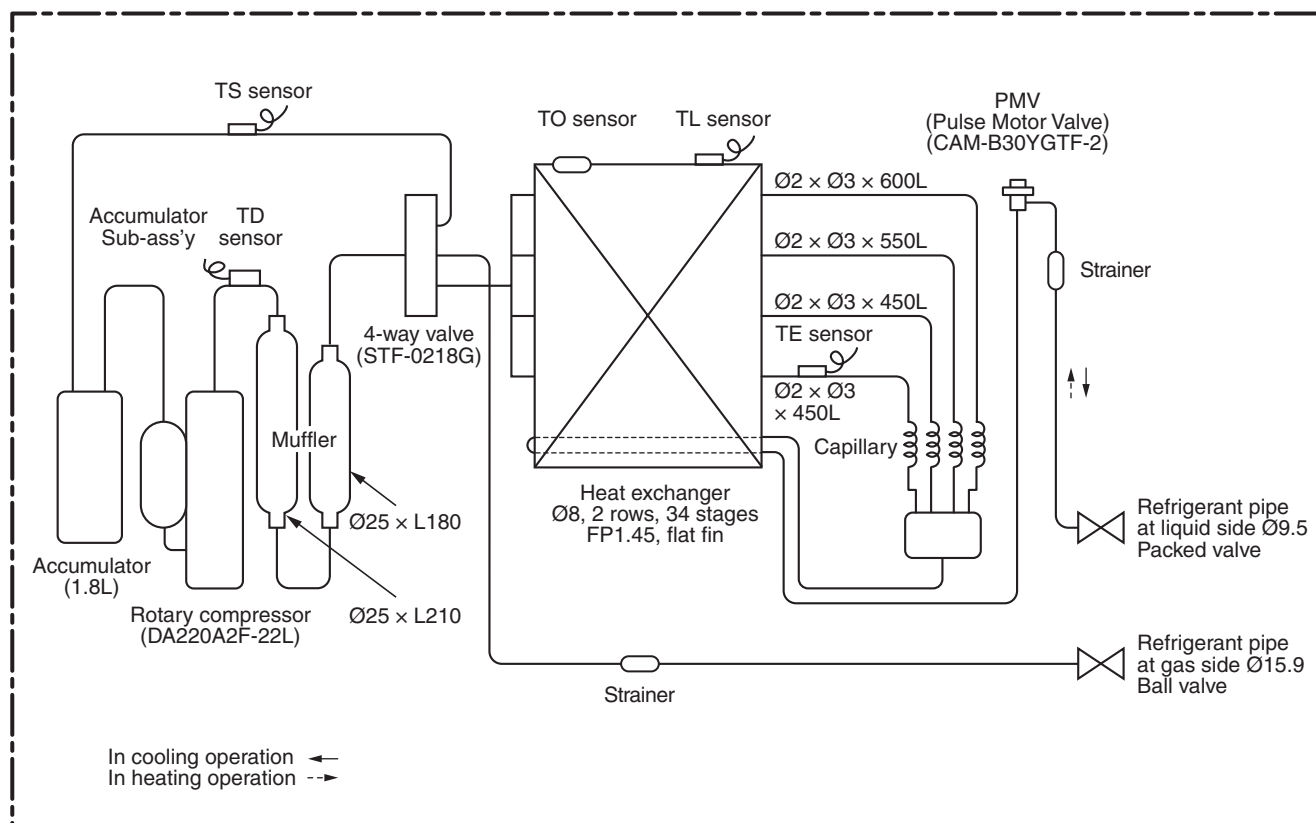 TS sensor
TO sensor
TL sensor
PMV
(Pulse Motor Valve)
(CAM-B30YGTF-2)
Accumulator
Sub-ass'y
TD
sensor
Ø2 × Ø3 × 600L
Ø2 × Ø3 × 550L
Strainer
Ø2 × Ø3 × 450L
TE sensor
4-way valve
(STF-0218G)
Ø2 × Ø3
× 450L
Muffler
Capillary
Heat exchanger
Ø8, 2 rows, 34 stages
FP1.45, flat fin
Ø25 × L180
Refrigerant pipe
at liquid side Ø9.5
Packed valve
Accumulator
(1.8L)
Rotary compressor
(DA220A2F-22L)
Ø25 × L210
Refrigerant pipe
at gas side Ø15.9
Ball valve
Strainer
In cooling operation
In heating operation